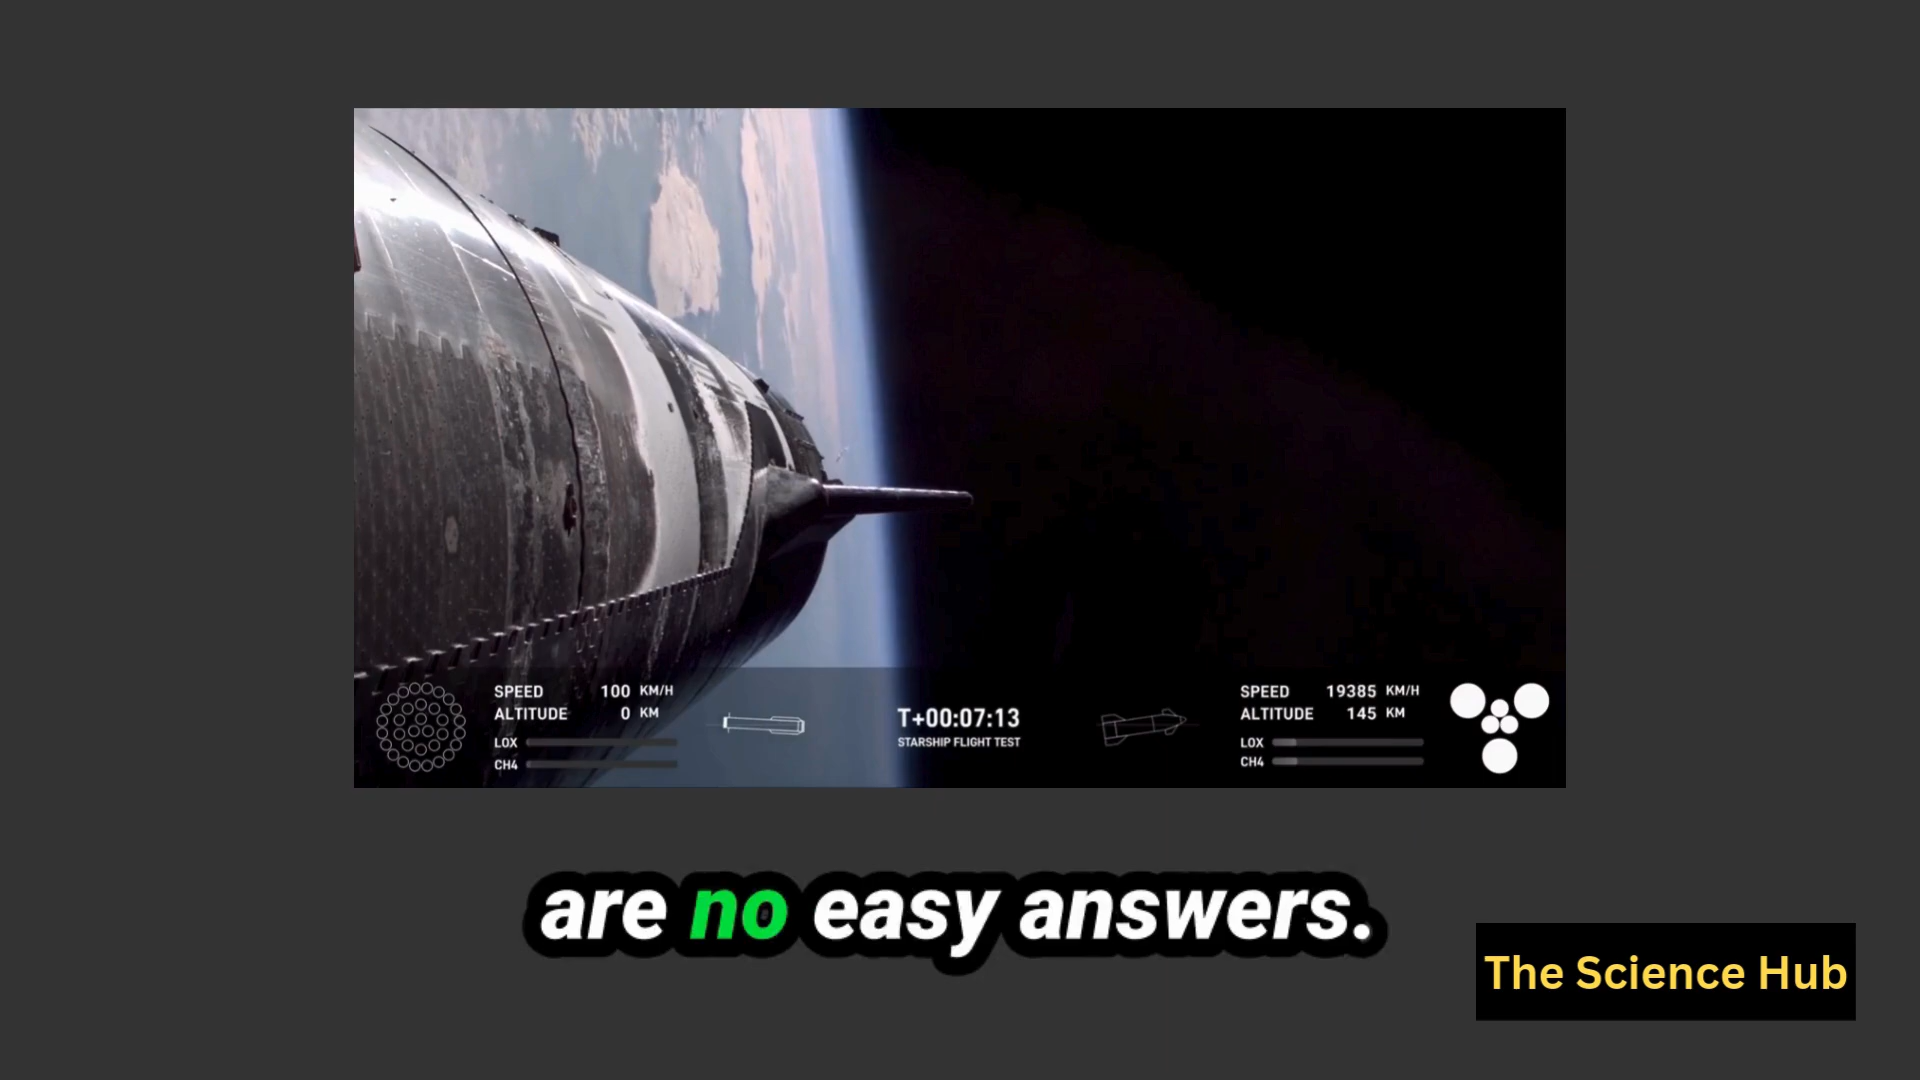 SPEED 100 KM/H
ALTITUDE 0 KM
LOX
CH4
T+00:07:13
STARSHIP FLIGHT TEST
SPEED 19385 KM/H
ALTITUDE 145 KM
LOX
CH4
are no easy answers.
The Science Hub